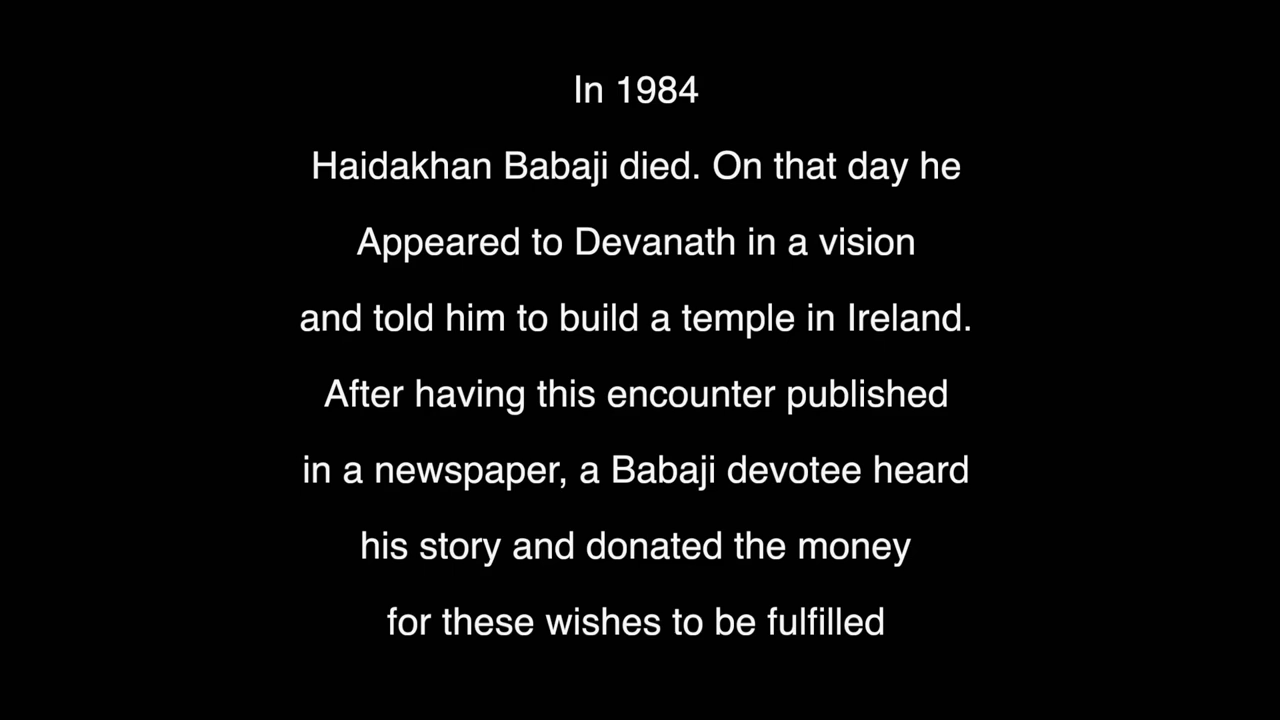 In 1984
Haidakhan Babaji died. On that day he
Appeared to Devanath in a vision
and told him to build a temple in Ireland.
After having this encounter published
in a newspaper, a Babaji devotee heard
his story and donated the money
for these wishes to be fulfilled